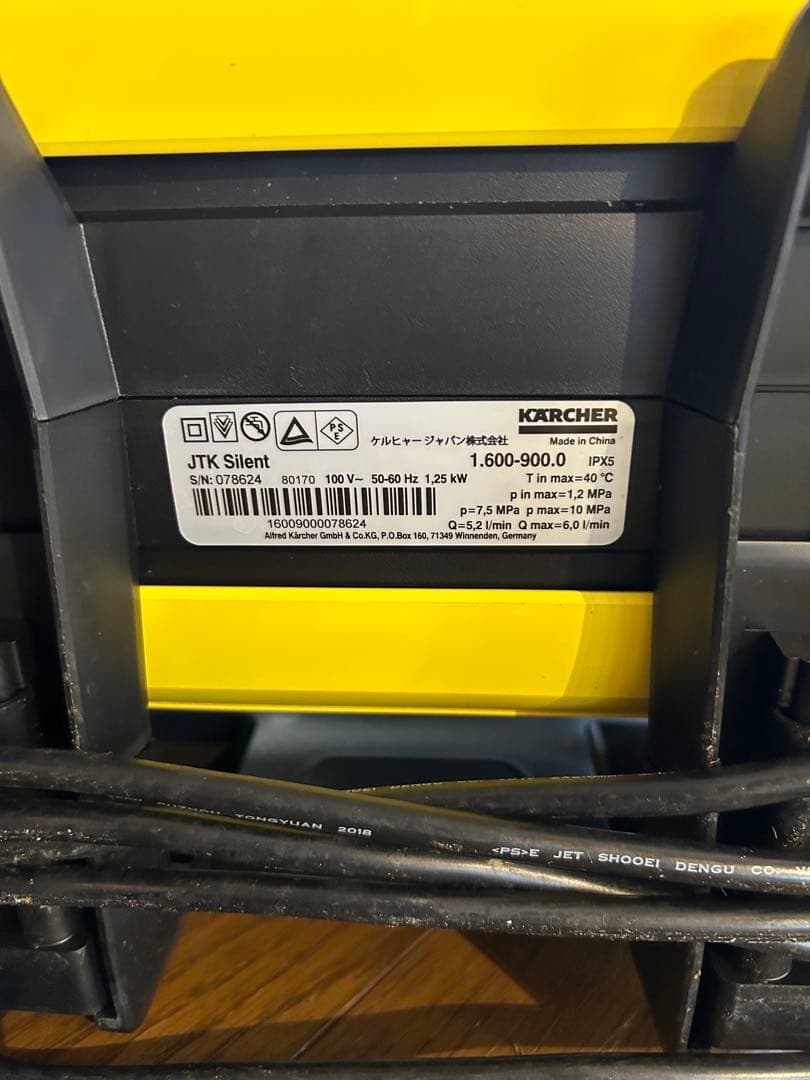 PS
E
ケルヒャージャパン株式会社
KÄRCHER
Made in China
JTK Silent
1.600-900.0 IPX5
S/N: 078624 80170 100 V~ 50-60 Hz 1,25 kW
T in max=40 °C
p in max=1,2 MPa
p=7,5 MPa p max=10 MPa
16009000078624
Q=5,2 l/min Q max=6,0 l/min
Alfred Kärcher GmbH & Co.KG, P.O.Box 160, 71349 Winnenden, Germany
TONGYUAN 2018
<PS>E JET SHOOEI DENGU CO.